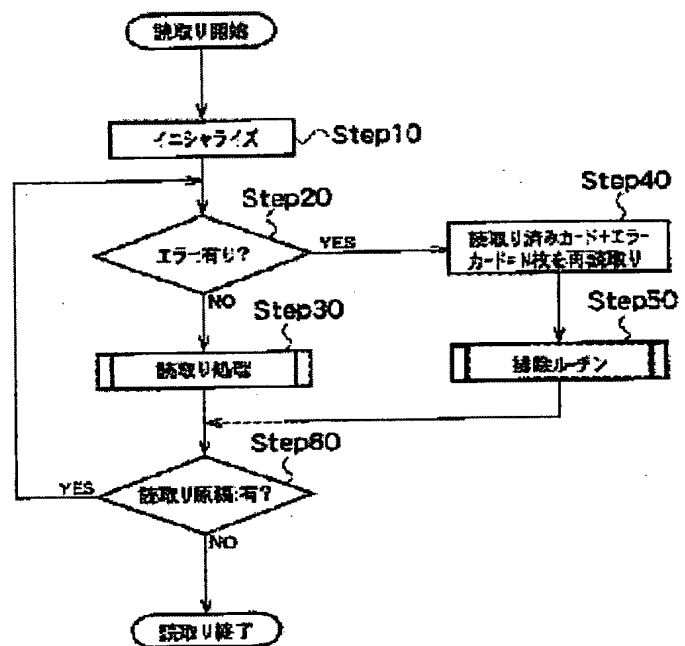 読取り開始
イニシャライズ
Step10
Step20
エラー有り?
YES
NO
Step40
読取り済みカード+エラー
カード=N枚を再読取り
Step30
読取り処理
Step50
排除ルーチン
Step60
読取り原稿有?
YES
NO
読取り終了